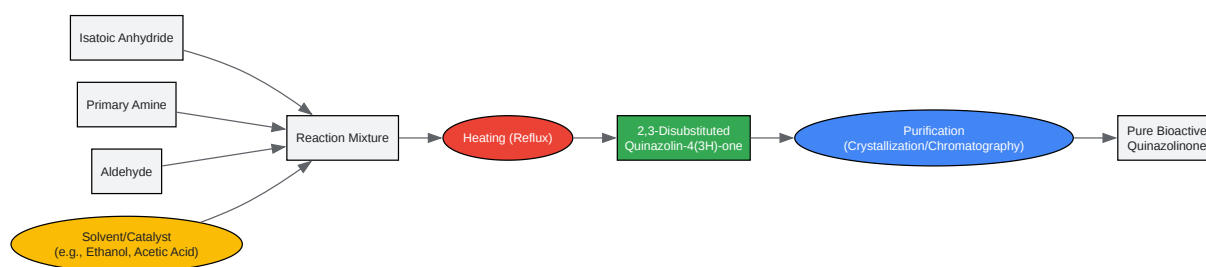 Isatoic Anhydride
Primary Amine
Aldehyde
Solvent/Catalyst
(e.g., Ethanol, Acetic Acid)
Reaction Mixture
Heating (Reflux)
2,3-Disubstituted
Quinazolin-4(3H)-one
Purification
(Crystallization/Chromatography)
Pure Bioactive
Quinazolinone